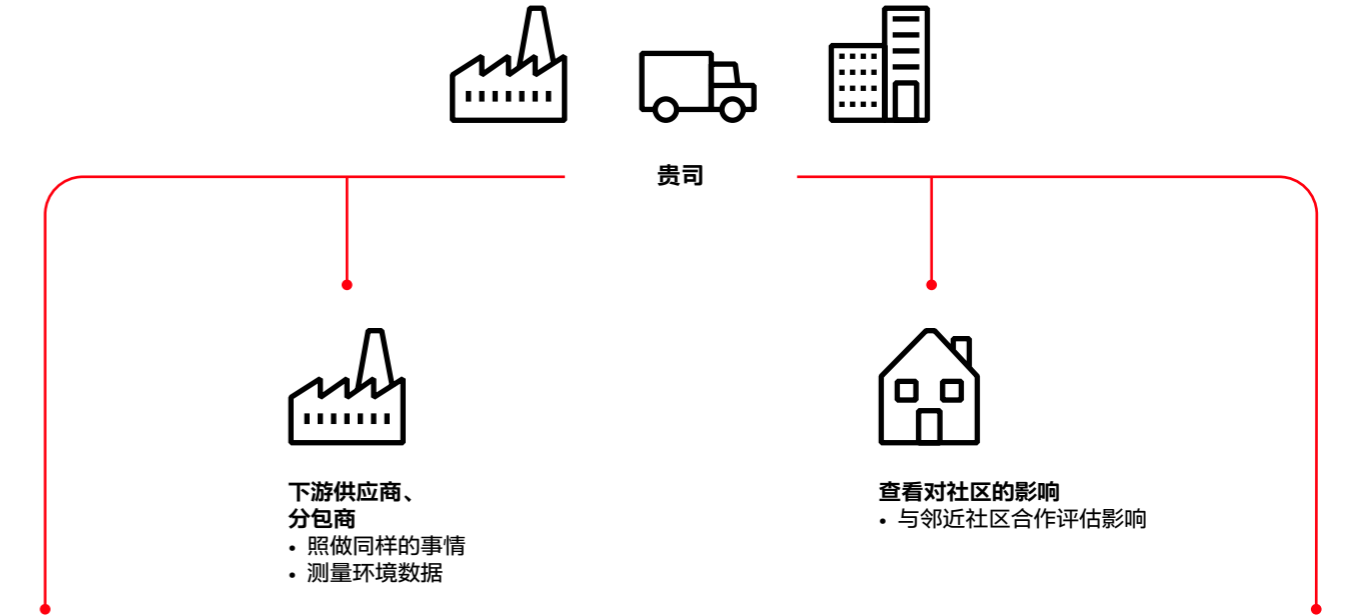 贵司
下游供应商、
分包商
• 照做同样的事情
• 测量环境数据
查看对社区的影响
• 与邻近社区合作评估影响